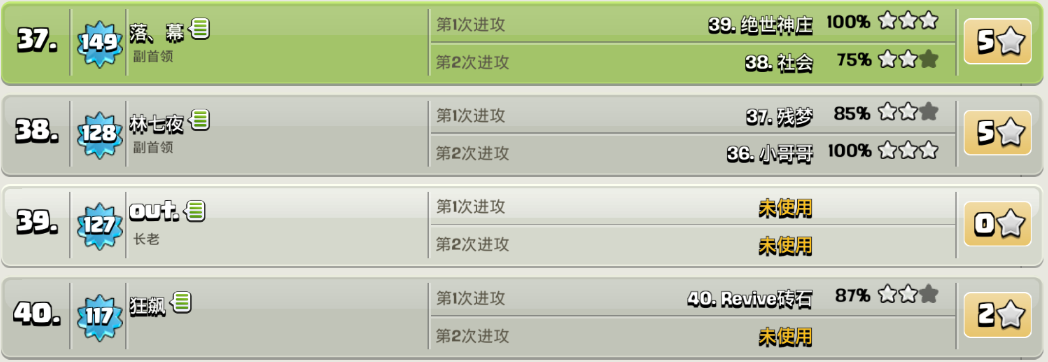 37. 149 落、幕 副首领 第1次进攻 39. 绝世神庄 100% 5
第2次进攻 38. 社会 75%
38. 128 林七夜 副首领 第1次进攻 37. 残梦 85% 5
第2次进攻 36. 小哥哥 100%
39. 127 out. 长老 第1次进攻 未使用 0
第2次进攻 未使用
40. 117 狂飙 第1次进攻 40. Revive砖石 87% 2
第2次进攻 未使用